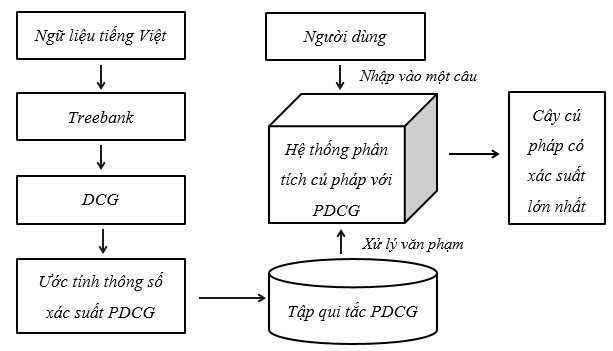 Ngữ liệu tiếng Việt
Treebank
DCG
Ước tính thông số
xác suất PDCG
Người dùng
Nhập vào một câu
Hệ thống phân
tích cú pháp với
PDCG
Xử lý văn phạm
Tập qui tắc PDCG
Cây cú
pháp có
xác suất
lớn nhất